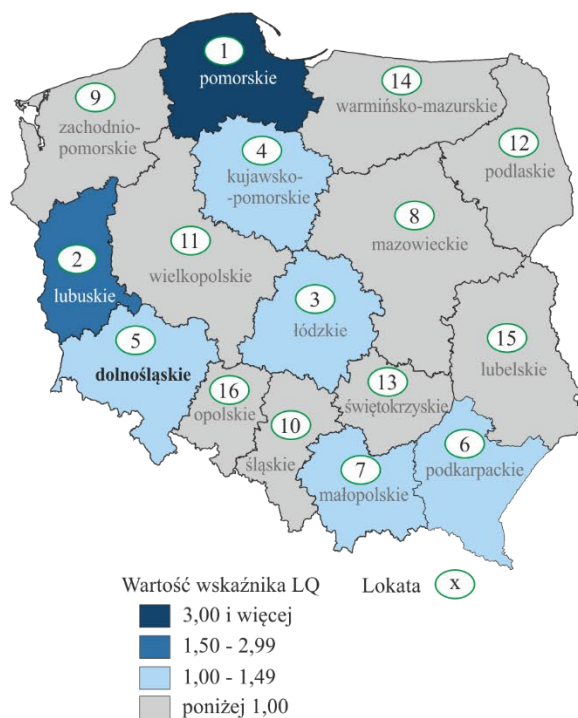 1
pomorskie
14
warmińsko-mazurskie
9
zachodnio-
pomorskie
4
kujawsko-
-pomorskie
12
podlaskie
8
mazowieckie
11
wielkopolskie
2
lubuskie
3
łódzkie
5
dolnośląskie
15
lubelskie
16
opolskie
13
świętokrzyskie
10
śląskie
6
podkarpackie
7
małopolskie
Wartość wskaźnika LQ
Lokata x
3,00 i więcej
1,50 - 2,99
1,00 - 1,49
poniżej 1,00